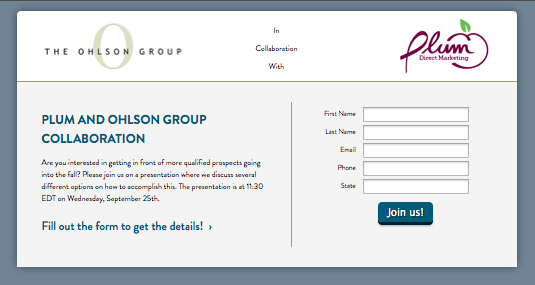 THE OHLSON GROUP
In
Collaboration
With
Plum
Direct Marketing
PLUM AND OHLSON GROUP
COLLABORATION
Are you interested in getting in front of more qualified prospects going
into the fall? Please join us on a presentation where we discuss several
different options on how to accomplish this. The presentation is at 11:30
EDT on Wednesday, September 25th.
Fill out the form to get the details! ›
First Name
Last Name
Email
Phone
State
Join us!